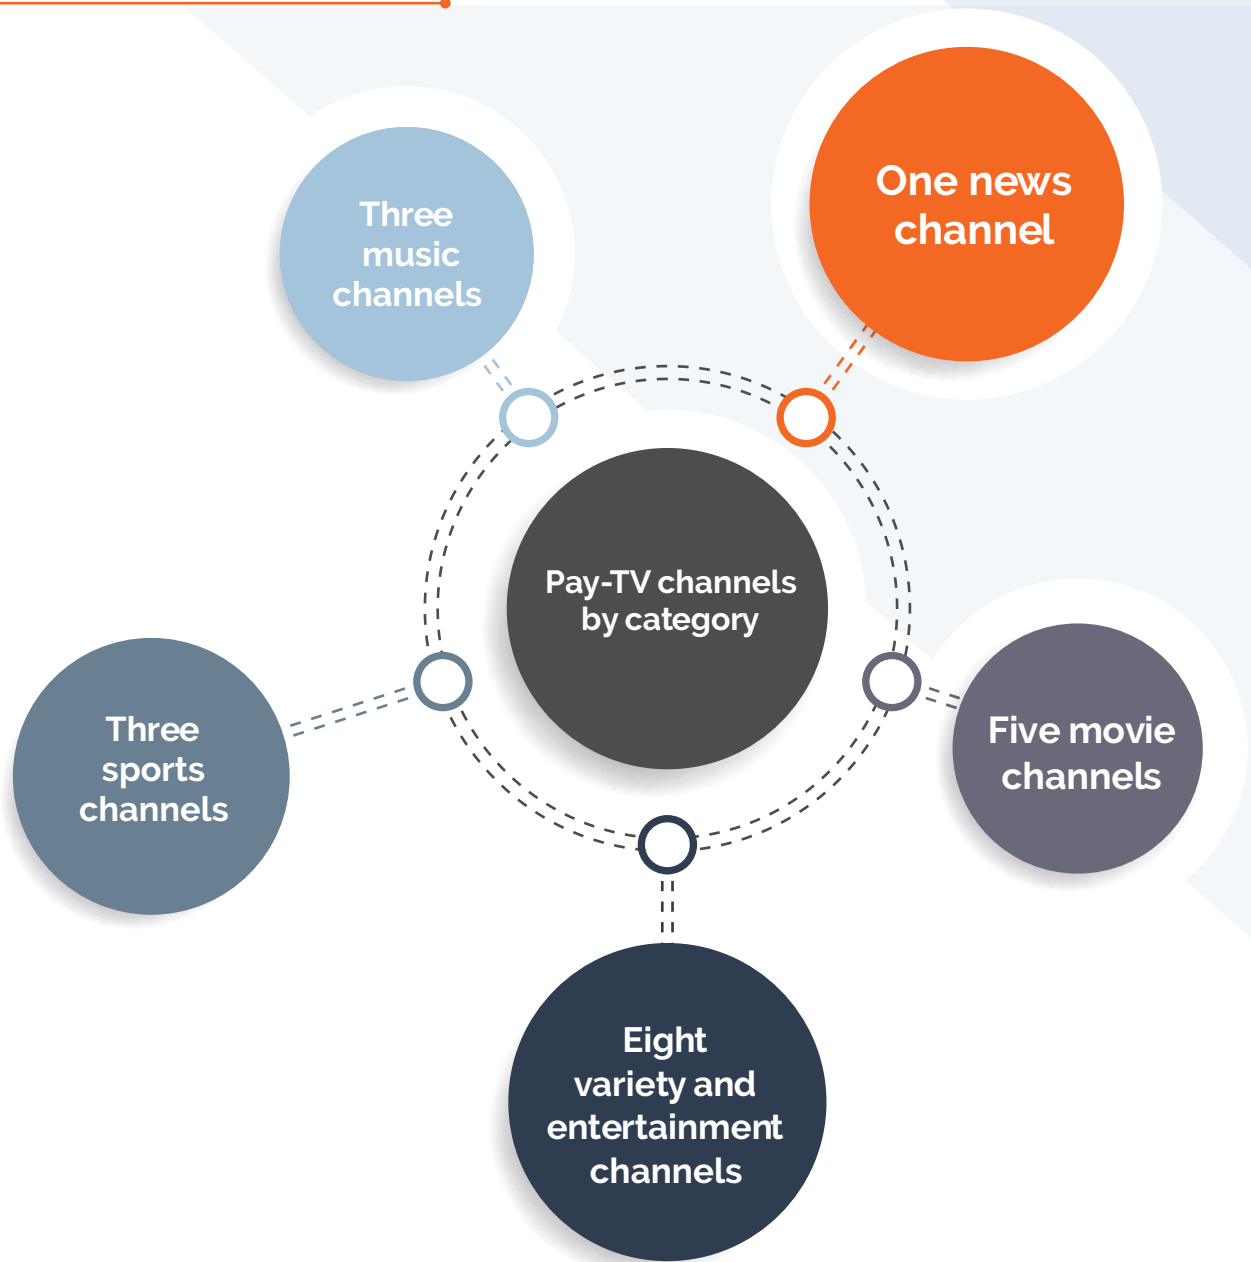 One news
channel
Three
music
channels
Pay-TV channels
by category
Five movie
channels
Three
sports
channels
Eight
variety and
entertainment
channels